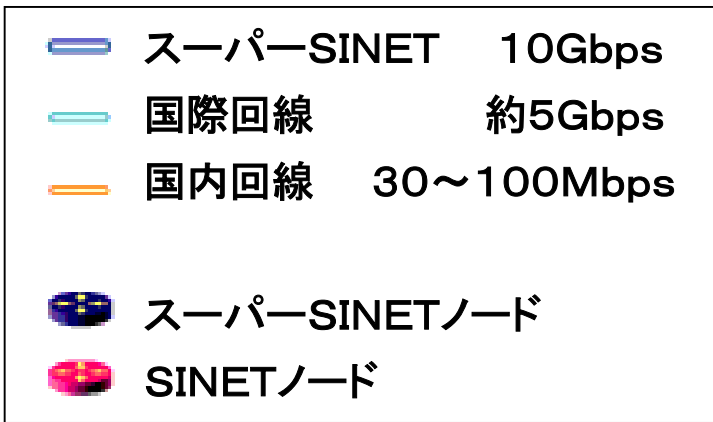 スーパーSINET　10Gbps
国際回線　約5Gbps
国内回線　30～100Mbps
スーパーSINETノード
SINETノード